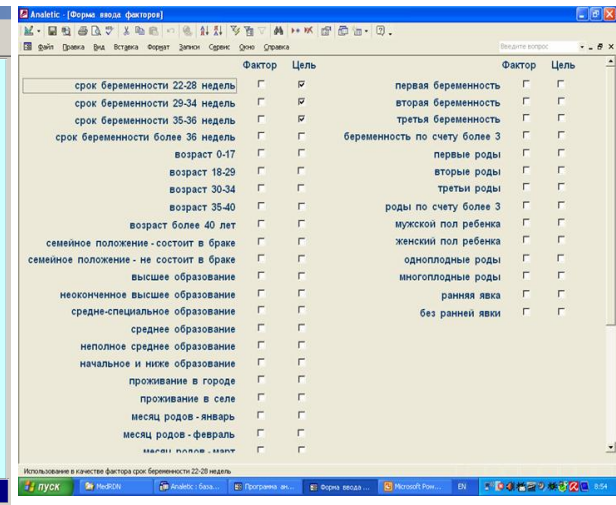 Analetic - [Форма ввода факторов]
Файл Правка Вид Вставка Формат Записи Сервис Окно Справка
Введите вопрос
Фактор Цель
срок беременности 22-28 недель
срок беременности 29-34 недель
срок беременности 35-36 недель
срок беременности более 36 недель
возраст 0-17
возраст 18-29
возраст 30-34
возраст 35-40
возраст более 40 лет
семейное положение - состоит в браке
семейное положение - не состоит в браке
высшее образование
неоконченное высшее образование
средне-специальное образование
среднее образование
неполное среднее образование
начальное и ниже образование
проживание в городе
проживание в селе
месяц родов - январь
месяц родов - февраль
месяц родов - март
Фактор Цель
первая беременность
вторая беременность
третья беременность
беременность по счету более 3
первые роды
вторые роды
третьи роды
роды по счету более 3
мужской пол ребенка
женский пол ребенка
одноплодные роды
многоплодные роды
ранняя явка
без ранней явки
Использование в качестве фактора срок беременности 22-28 недель
пуск MedRDN Analetic : база... Программа ан... Форма ввода ... Microsoft Pow... EN 8:54